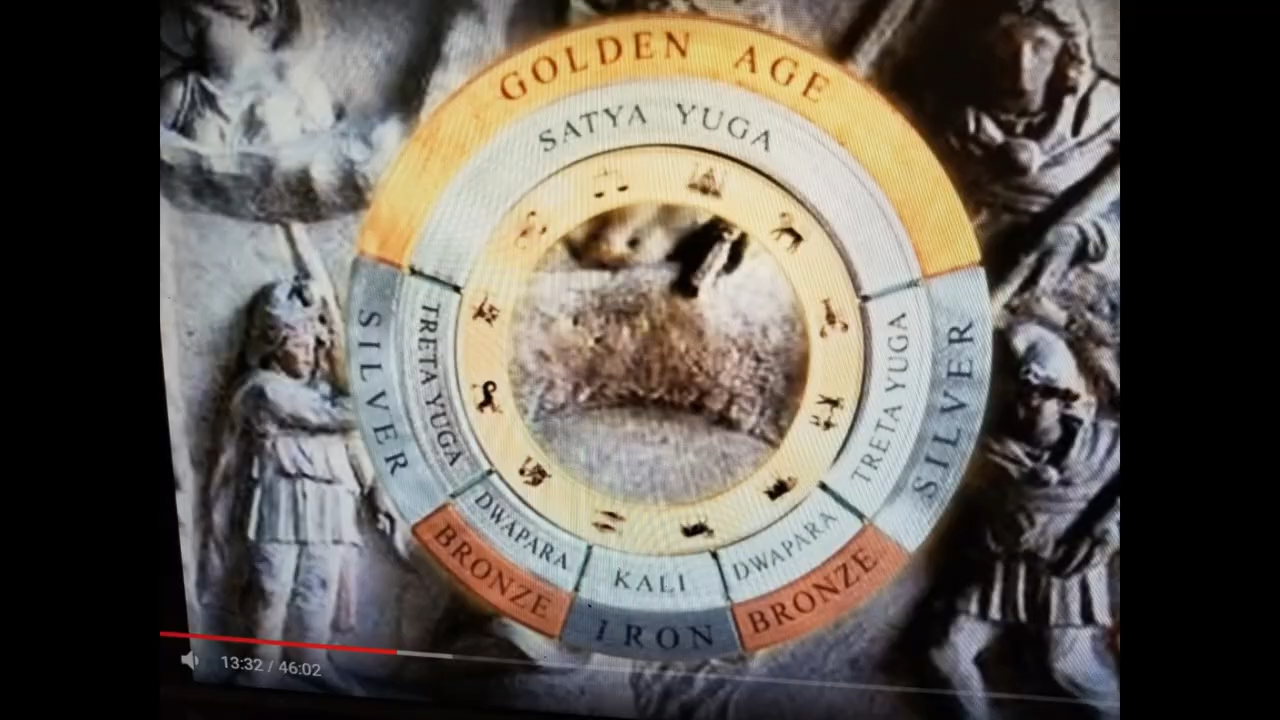 GOLDEN AGE
SATYA YUGA
SILVER
TRETA YUGA
TRETA YUGA
SILVER
DWAPARA
BRONZE
KALI
IRON
DWAPARA
BRONZE
13:32 / 46:02